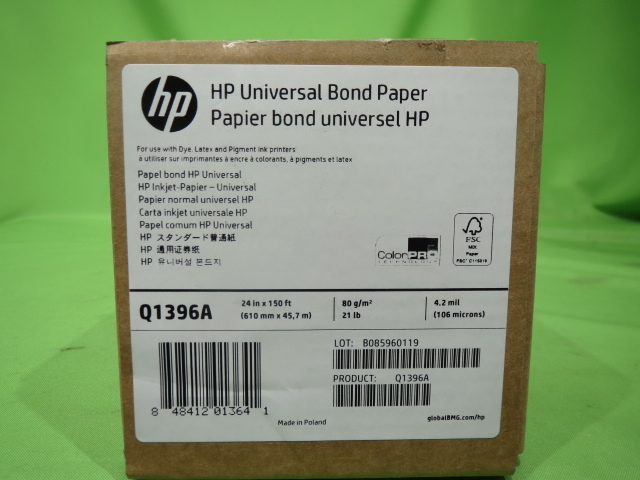 hp
HP Universal Bond Paper
Papier bond universel HP
For use with Dye, Latex and Pigment ink printers
à utiliser sur imprimantes à encre à colorants, à pigments et latex
Papel bond HP Universal
HP Inkjet-Papier – Universal
Papier normal universel HP
Carta inkjet universale HP
Papel comum HP Universal
HP スタンダード普通紙
HP 通用证券纸
HP 유니버설 본드지
ColorPRO
TECHNOLOGY
FSC
MIX
Paper
Q1396A
24 in x 150 ft
(610 mm x 45,7 m)
80 g/m²
21 lb
4.2 mil
(106 microns)
LOT: B085960119
PRODUCT: Q1396A
8 48412 01364 1
Made in Poland
globalBMG.com/hp